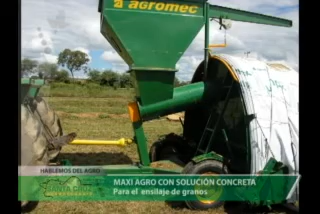 agromec
HABLEMOS DEL AGRO
MAXI AGRO CON SOLUCIÓN CONCRETA
Para el ensilaje de granos